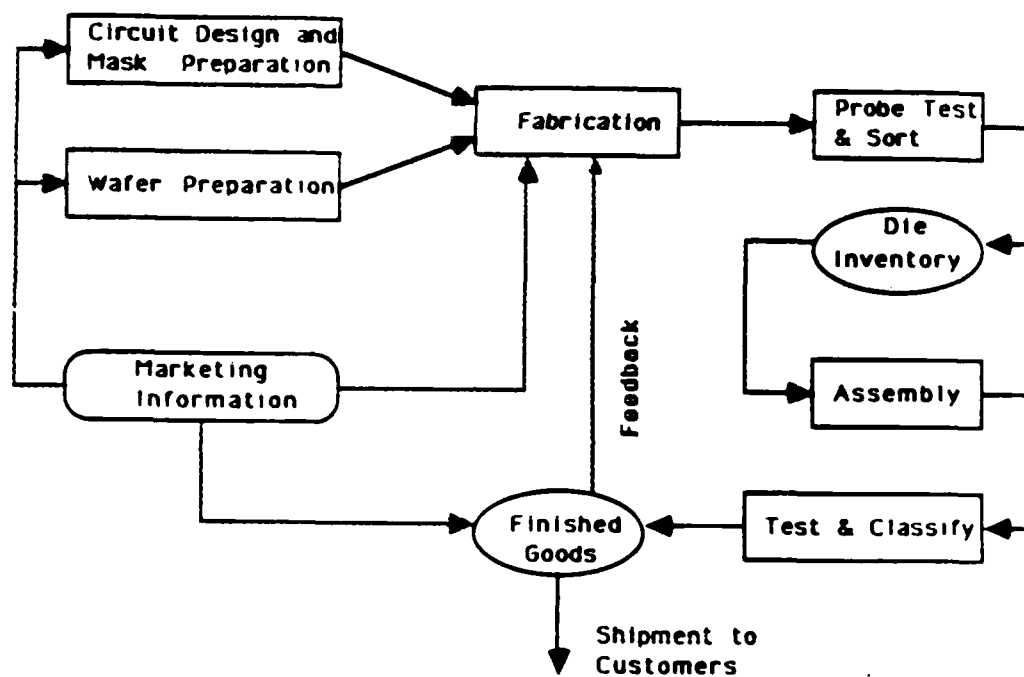 Circuit Design and
Mask Preparation
Fabrication
Probe Test
& Sort
Wafer Preparation
Die
Inventory
Marketing
Information
Feedback
Assembly
Finished
Goods
Test & Classify
Shipment to
Customers